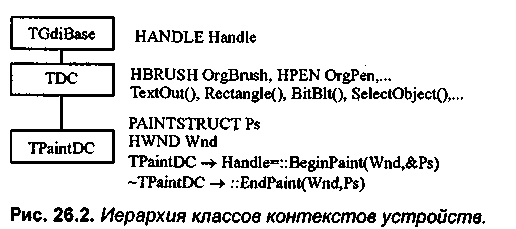 TGdiBase
HANDLE Handle
TDC
HBRUSH OrgBrush, HPEN OrgPen,...
TextOut(), Rectangle(), BitBlt(), SelectObject(),...
PAINTSTRUCT Ps
HWND Wnd
TPaintDC
TPaintDC → Handle=::BeginPaint(Wnd,&Ps)
~TPaintDC → ::EndPaint(Wnd,Ps)
Рис. 26.2. Иерархия классов контекстов устройств.